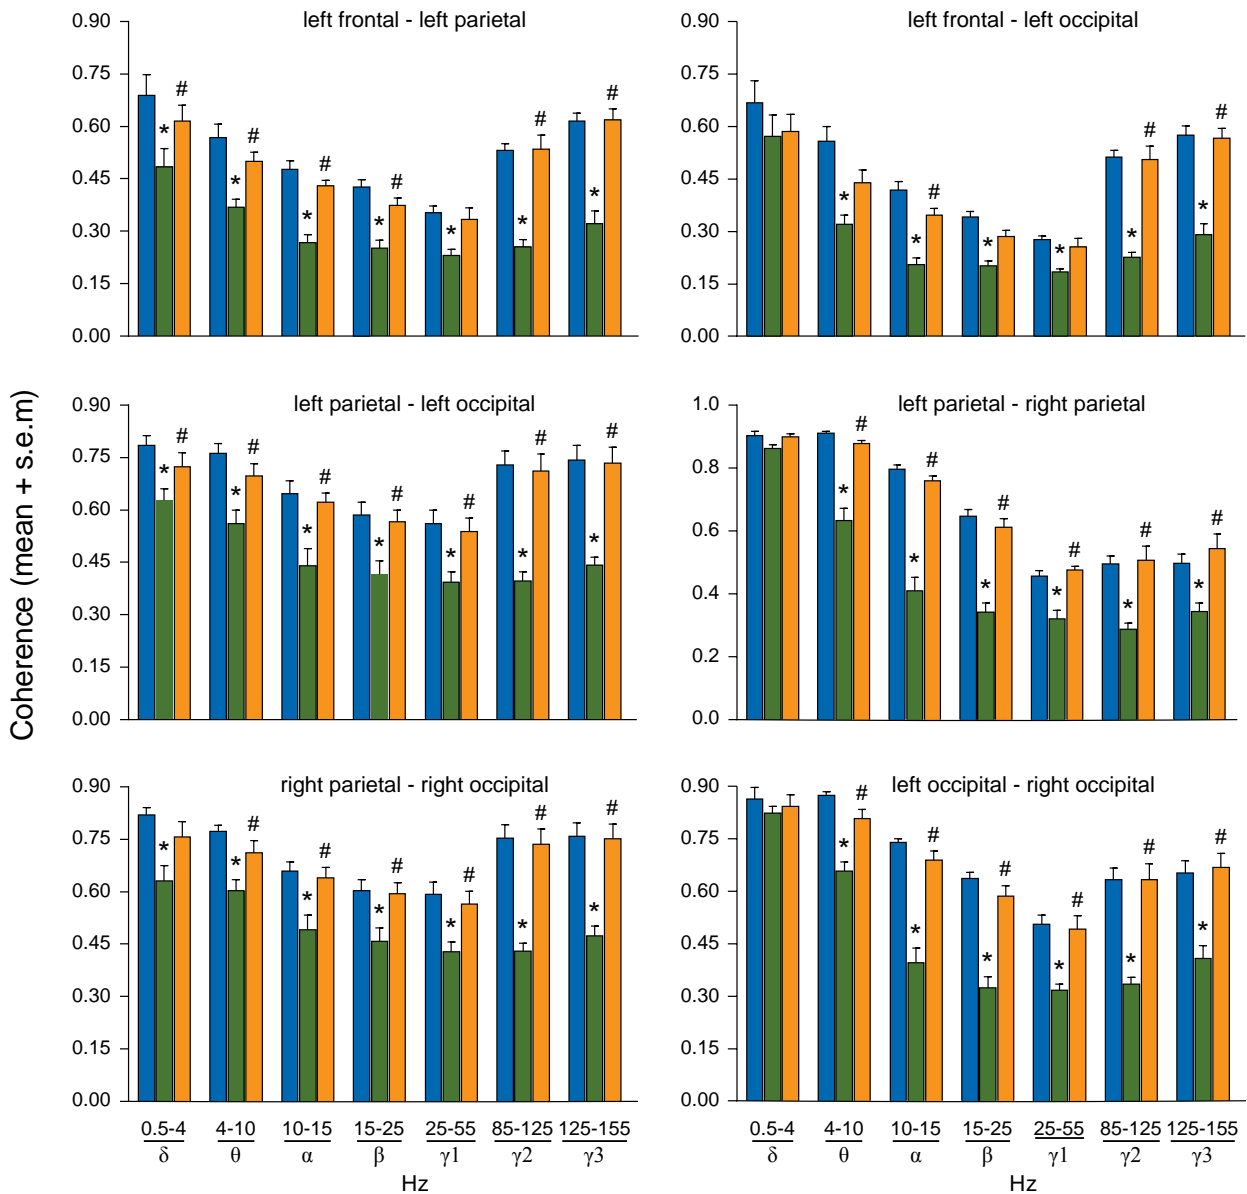 Coherence (mean + s.e.m)
left frontal - left parietal
0.90
0.75
0.60
0.45
0.30
0.15
0.00
* # * # * # * # * * # * #
left frontal - left occipital
0.90
0.75
0.60
0.45
0.30
0.15
0.00
* * # * * * # * #
left parietal - left occipital
0.90
0.75
0.60
0.45
0.30
0.15
0.00
* # * # * # * # * # * # * #
left parietal - right parietal
1.0
0.8
0.6
0.4
0.2
0.0
* # * # * # * # * # * #
right parietal - right occipital
0.90
0.75
0.60
0.45
0.30
0.15
0.00
* * # * # * # * # * # * #
0.5-4 4-10 10-15 15-25 25-55 85-125 125-155
δ θ α β γ1 γ2 γ3
Hz
left occipital - right occipital
0.90
0.75
0.60
0.45
0.30
0.15
0.00
* # * # * # * # * # * #
0.5-4 4-10 10-15 15-25 25-55 85-125 125-155
δ θ α β γ1 γ2 γ3
Hz